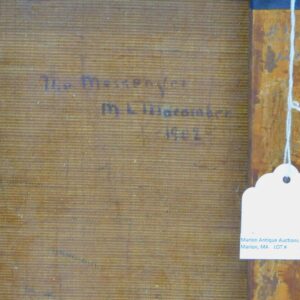 The Messenger
M L Macomber
1902
Marion Antique Auctions
Marion, MA LOT #